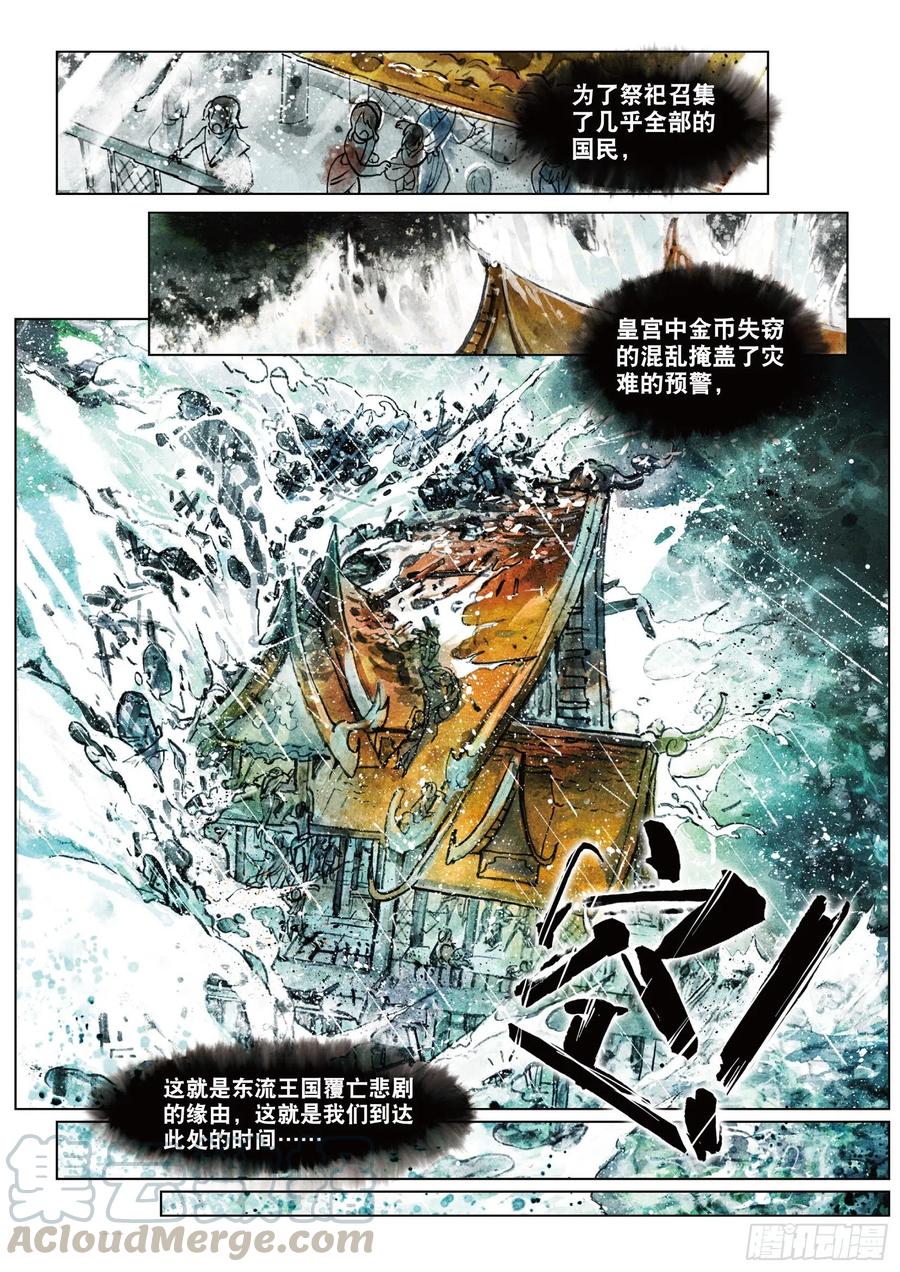 为了祭祀召集
了几乎全部的
国民，
皇宫中金币失窃
的混乱掩盖了灾
难的预警，
这就是东流王国覆亡悲剧
的缘由，这就是我们到达
此处的时间……
ACloudMerge.com
腾讯动漫